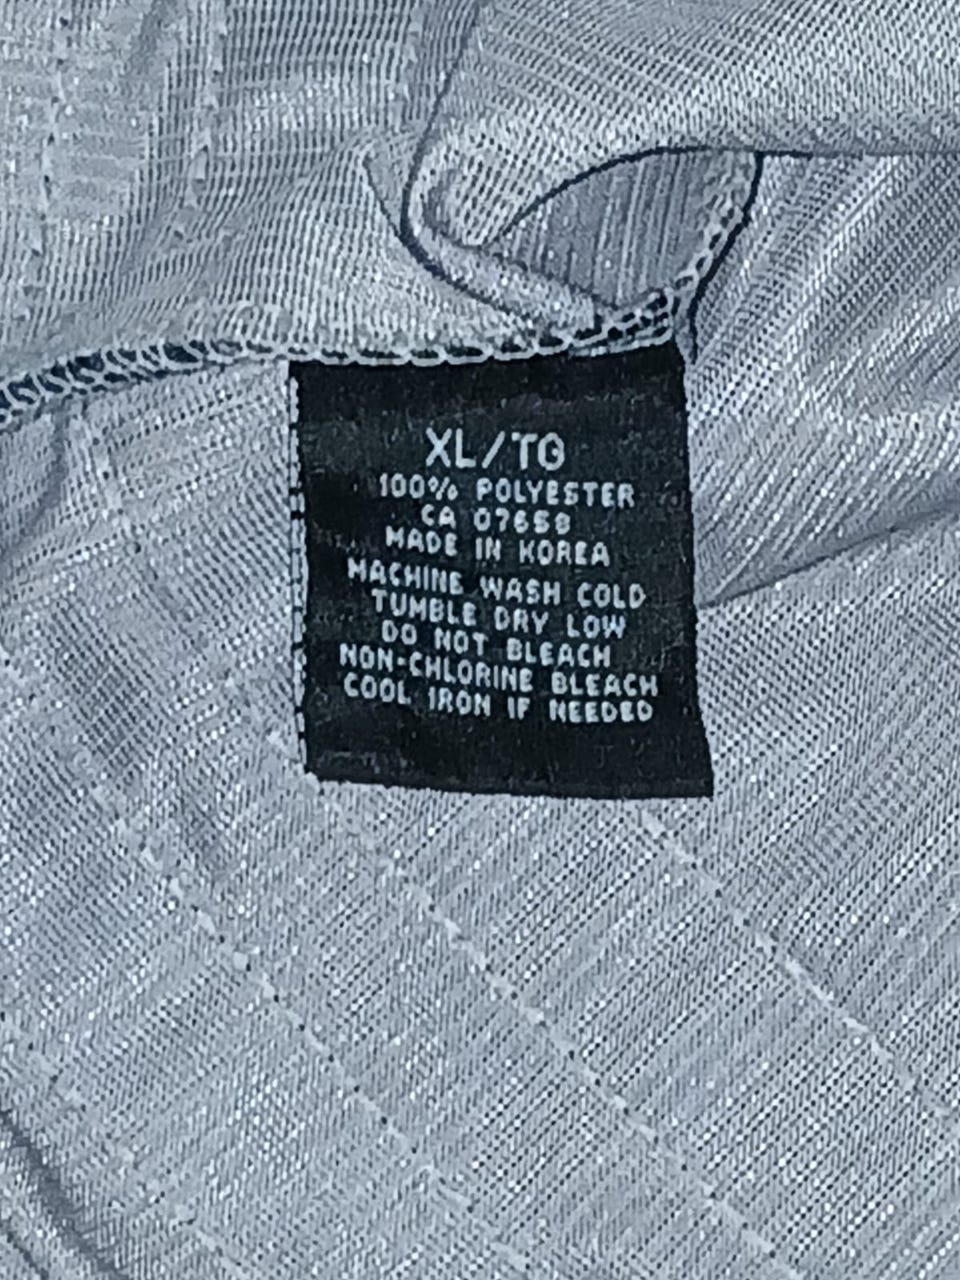 XL/TG
100% POLYESTER
CA 07658
MADE IN KOREA
MACHINE WASH COLD
TUMBLE DRY LOW
DO NOT BLEACH
NON-CHLORINE BLEACH
COOL IRON IF NEEDED